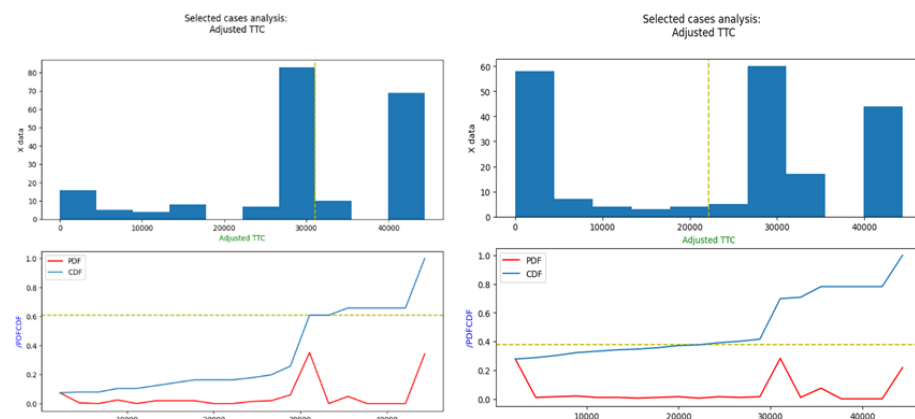 Selected cases analysis:
Adjusted TTC
80
70
60
50
40
30
20
10
0
X data
0 10000 20000 30000 40000
Adjusted TTC
1.0
0.8
0.6
0.4
0.2
0.0
/PDFCDF
PDF
CDF
10000 20000 30000 40000
Selected cases analysis:
Adjusted TTC
60
50
40
30
20
10
0
X data
0 10000 20000 30000 40000
Adjusted TTC
1.0
0.8
0.6
0.4
0.2
0.0
/PDFCDF
PDF
CDF
10000 20000 30000 40000